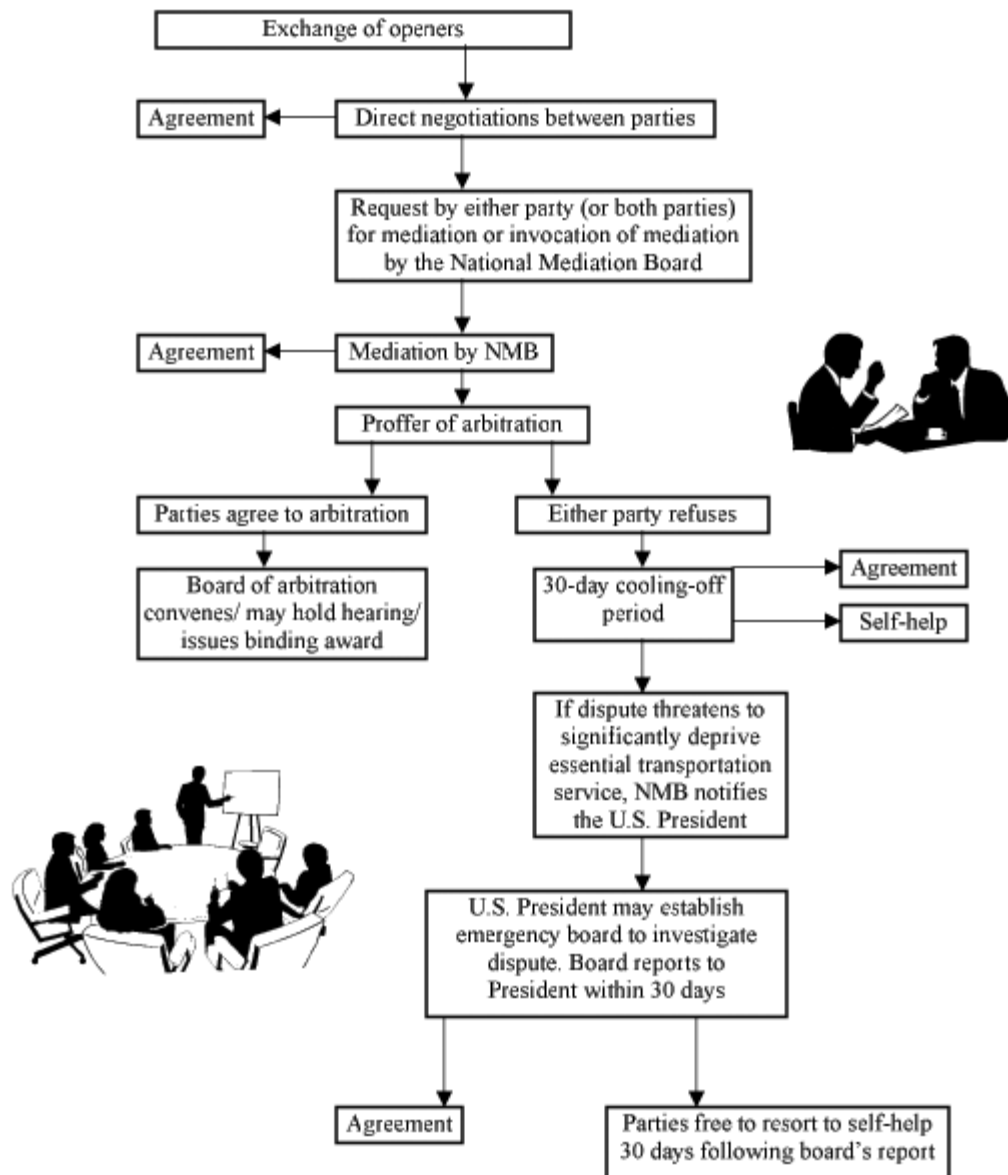 Exchange of openers
Agreement
Direct negotiations between parties
Request by either party (or both parties)
for mediation or invocation of mediation
by the National Mediation Board
Agreement
Mediation by NMB
Proffer of arbitration
Parties agree to arbitration
Either party refuses
Board of arbitration
convenes/ may hold hearing/
issues binding award
30-day cooling-off
period
Agreement
Self-help
If dispute threatens to
significantly deprive
essential transportation
service, NMB notifies
the U.S. President
U.S. President may establish
emergency board to investigate
dispute. Board reports to
President within 30 days
Agreement
Parties free to resort to self-help
30 days following board's report